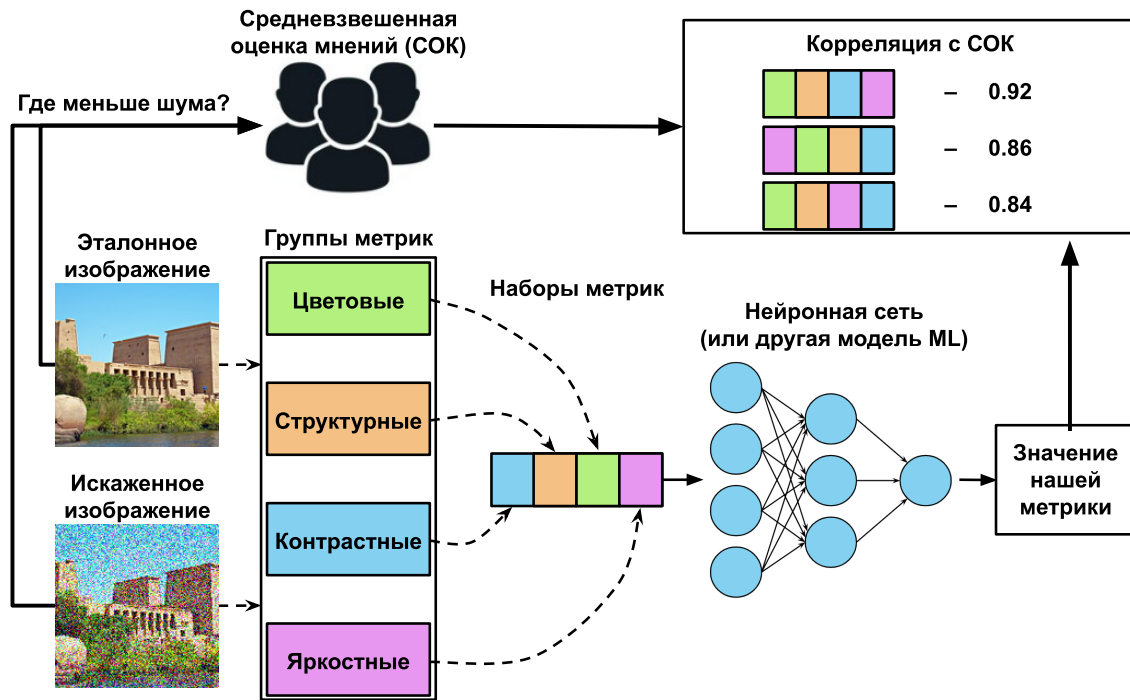 Средневзвешенная
оценка мнений (СОК)
Где меньше шума?
Корреляция с СОК
– 0.92
– 0.86
– 0.84
Эталонное
изображение
Группы метрик
Цветовые
Структурные
Контрастные
Яркостные
Наборы метрик
Нейронная сеть
(или другая модель ML)
Значение
нашей
метрики
Искаженное
изображение